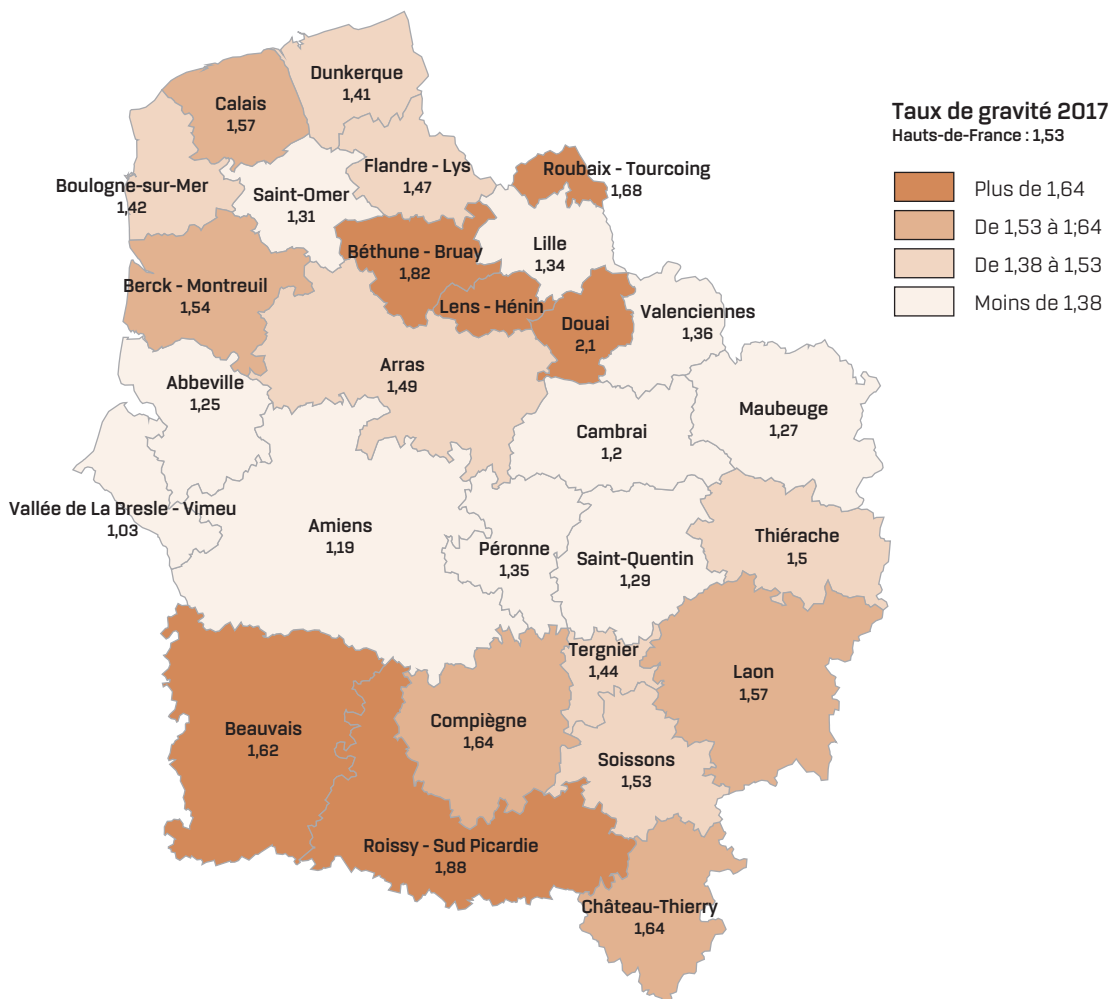 Dunkerque
1,41
Calais
1,57
Taux de gravité 2017
Hauts-de-France : 1,53
Plus de 1,64
De 1,53 à 1;64
De 1,38 à 1,53
Moins de 1,38
Flandre - Lys
1,47
Roubaix - Tourcoing
1,68
Boulogne-sur-Mer
1,42
Saint-Omer
1,31
Béthune - Bruay
1,82
Lille
1,34
Berck - Montreuil
1,54
Lens - Hénin
Douai
2,1
Valenciennes
1,36
Arras
1,49
Abbeville
1,25
Maubeuge
1,27
Cambrai
1,2
Vallée de La Bresle - Vimeu
1,03
Amiens
1,19
Péronne
1,35
Saint-Quentin
1,29
Thiérache
1,5
Tergnier
1,44
Laon
1,57
Beauvais
1,62
Compiègne
1,64
Soissons
1,53
Roissy - Sud Picardie
1,88
Château-Thierry
1,64